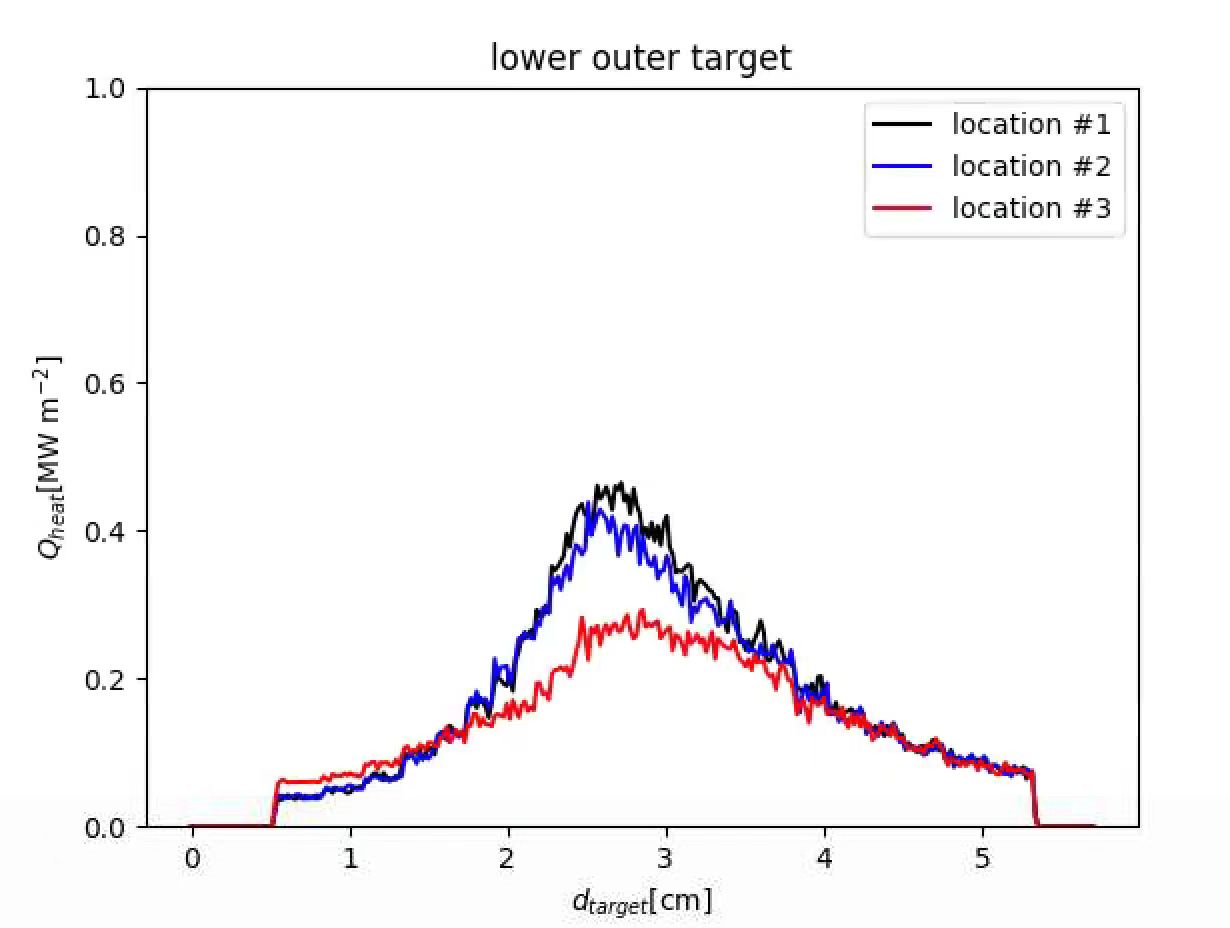 lower outer target
1.0
0.8
0.6
0.4
0.2
0.0
Q_heat[MW m⁻²]
location #1
location #2
location #3
0 1 2 3 4 5
d_target[cm]